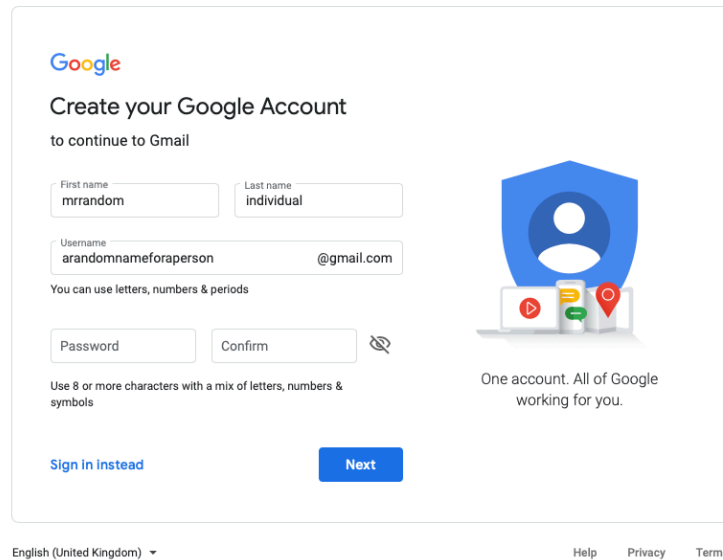 Google
Create your Google Account
to continue to Gmail
First name
mrrandom
Last name
individual
Username
arandomnameforaperson @gmail.com
You can use letters, numbers & periods
Password
Confirm
Use 8 or more characters with a mix of letters, numbers &
symbols
Sign in instead
Next
One account. All of Google
working for you.
English (United Kingdom)
Help Privacy Term